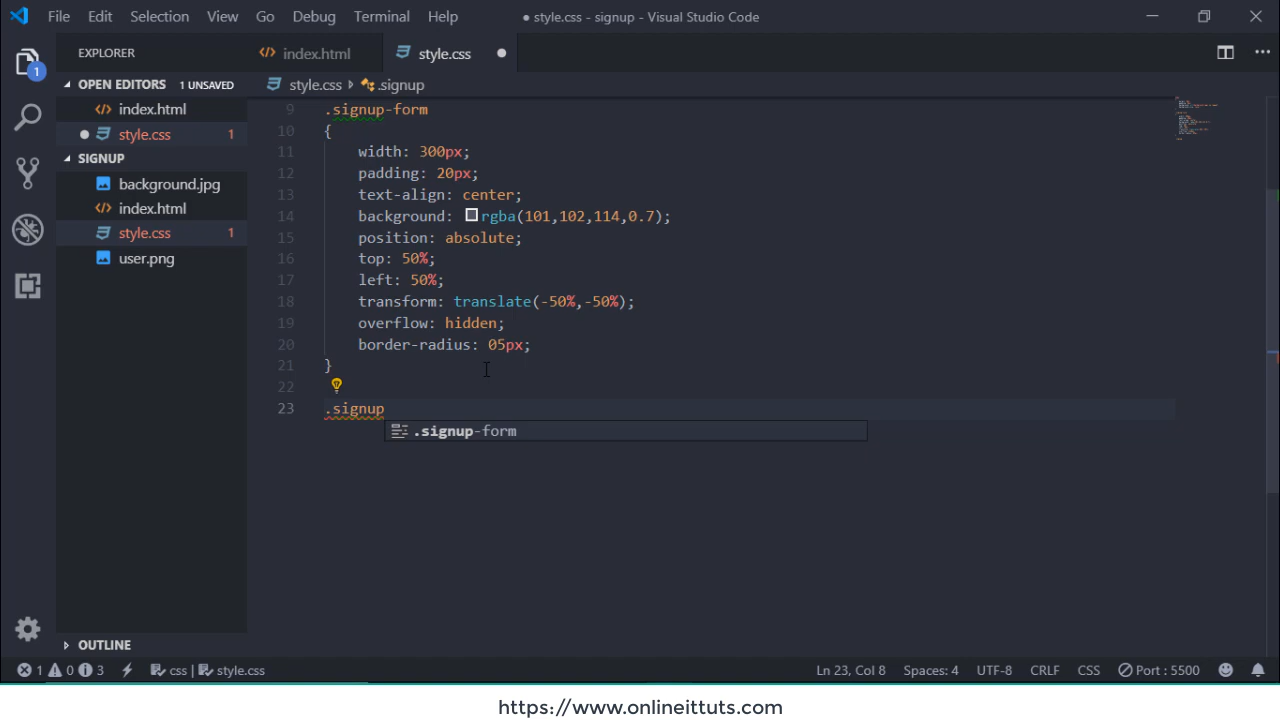 File Edit Selection View Go Debug Terminal Help
● style.css - signup - Visual Studio Code
EXPLORER
index.html
style.css
OPEN EDITORS 1 UNSAVED
style.css
.signup
1
index.html
style.css 1
SIGNUP
background.jpg
index.html
style.css 1
user.png
9 .signup-form
10 {
11 width: 300px;
12 padding: 20px;
13 text-align: center;
14 background: rgba(101,102,114,0.7);
15 position: absolute;
16 top: 50%;
17 left: 50%;
18 transform: translate(-50%,-50%);
19 overflow: hidden;
20 border-radius: 05px;
21 }
22
23 .signup
.signup-form
OUTLINE
1 0 3 css | style.css
Ln 23, Col 8 Spaces: 4 UTF-8 CRLF CSS Port : 5500
https://www.onlineittuts.com